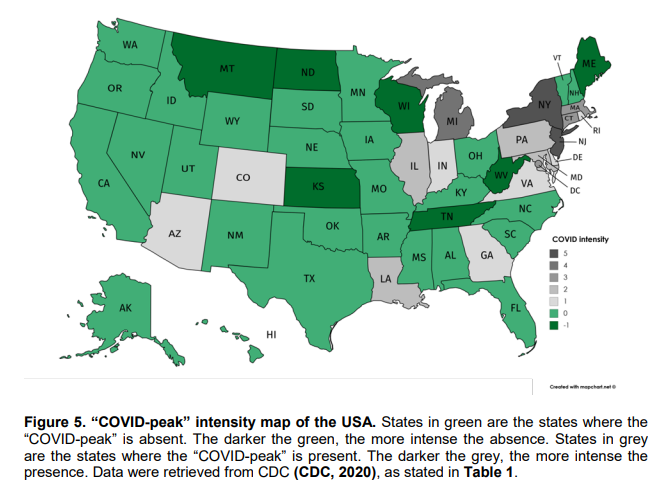 WA
MT
ND
MN
VT
ME
OR
ID
SD
WI
MI
NY
NH
MA
CT
RI
WY
IA
NE
PA
NJ
NV
UT
CO
IL
IN
OH
DE
MD
DC
CA
KS
MO
KY
WV
VA
AZ
NM
OK
AR
TN
NC
SC
TX
LA
MS
AL
GA
FL
AK
HI
COVID intensity
5
4
3
2
1
0
-1
Created with mapchart.net ©
Figure 5. “COVID-peak” intensity map of the USA. States in green are the states where the
“COVID-peak” is absent. The darker the green, the more intense the absence. States in grey
are the states where the “COVID-peak” is present. The darker the grey, the more intense the
presence. Data were retrieved from CDC (CDC, 2020), as stated in Table 1.